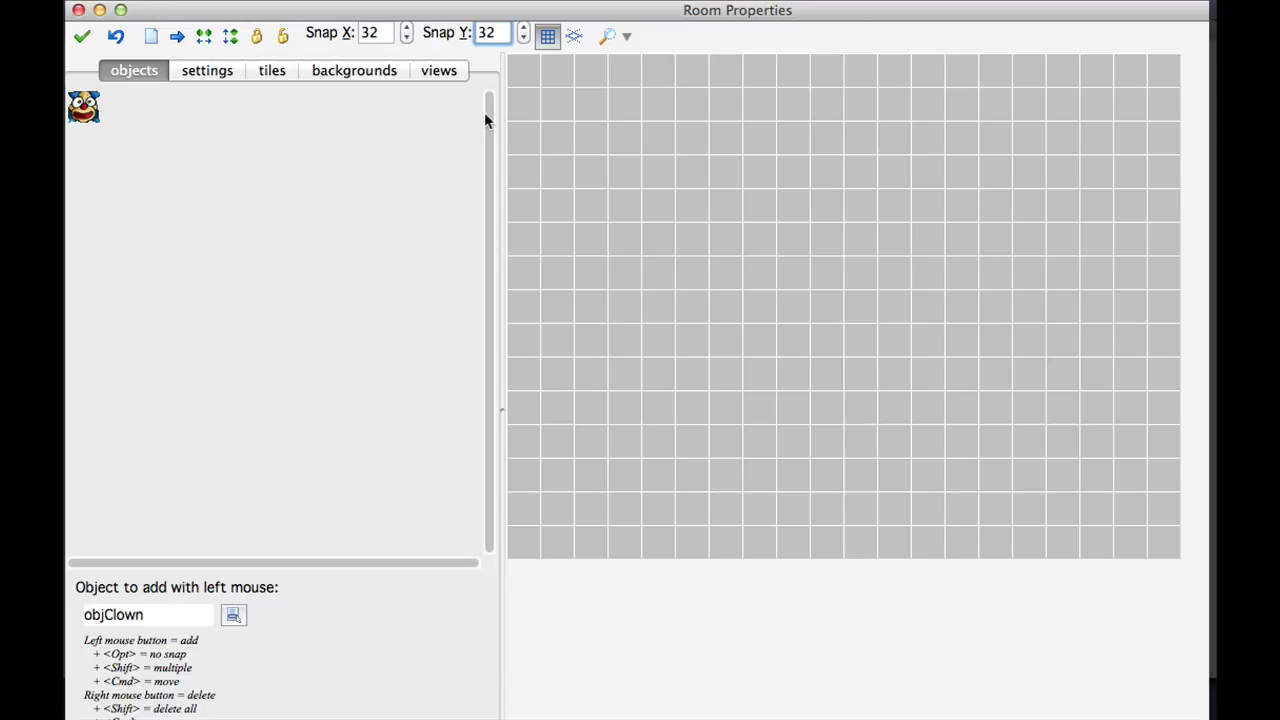 Room Properties
Snap X: 32 Snap Y: 32
objects settings tiles backgrounds views
Object to add with left mouse:
objClown
Left mouse button = add
+ <Opt> = no snap
+ <Shift> = multiple
+ <Cmd> = move
Right mouse button = delete
+ <Shift> = delete all